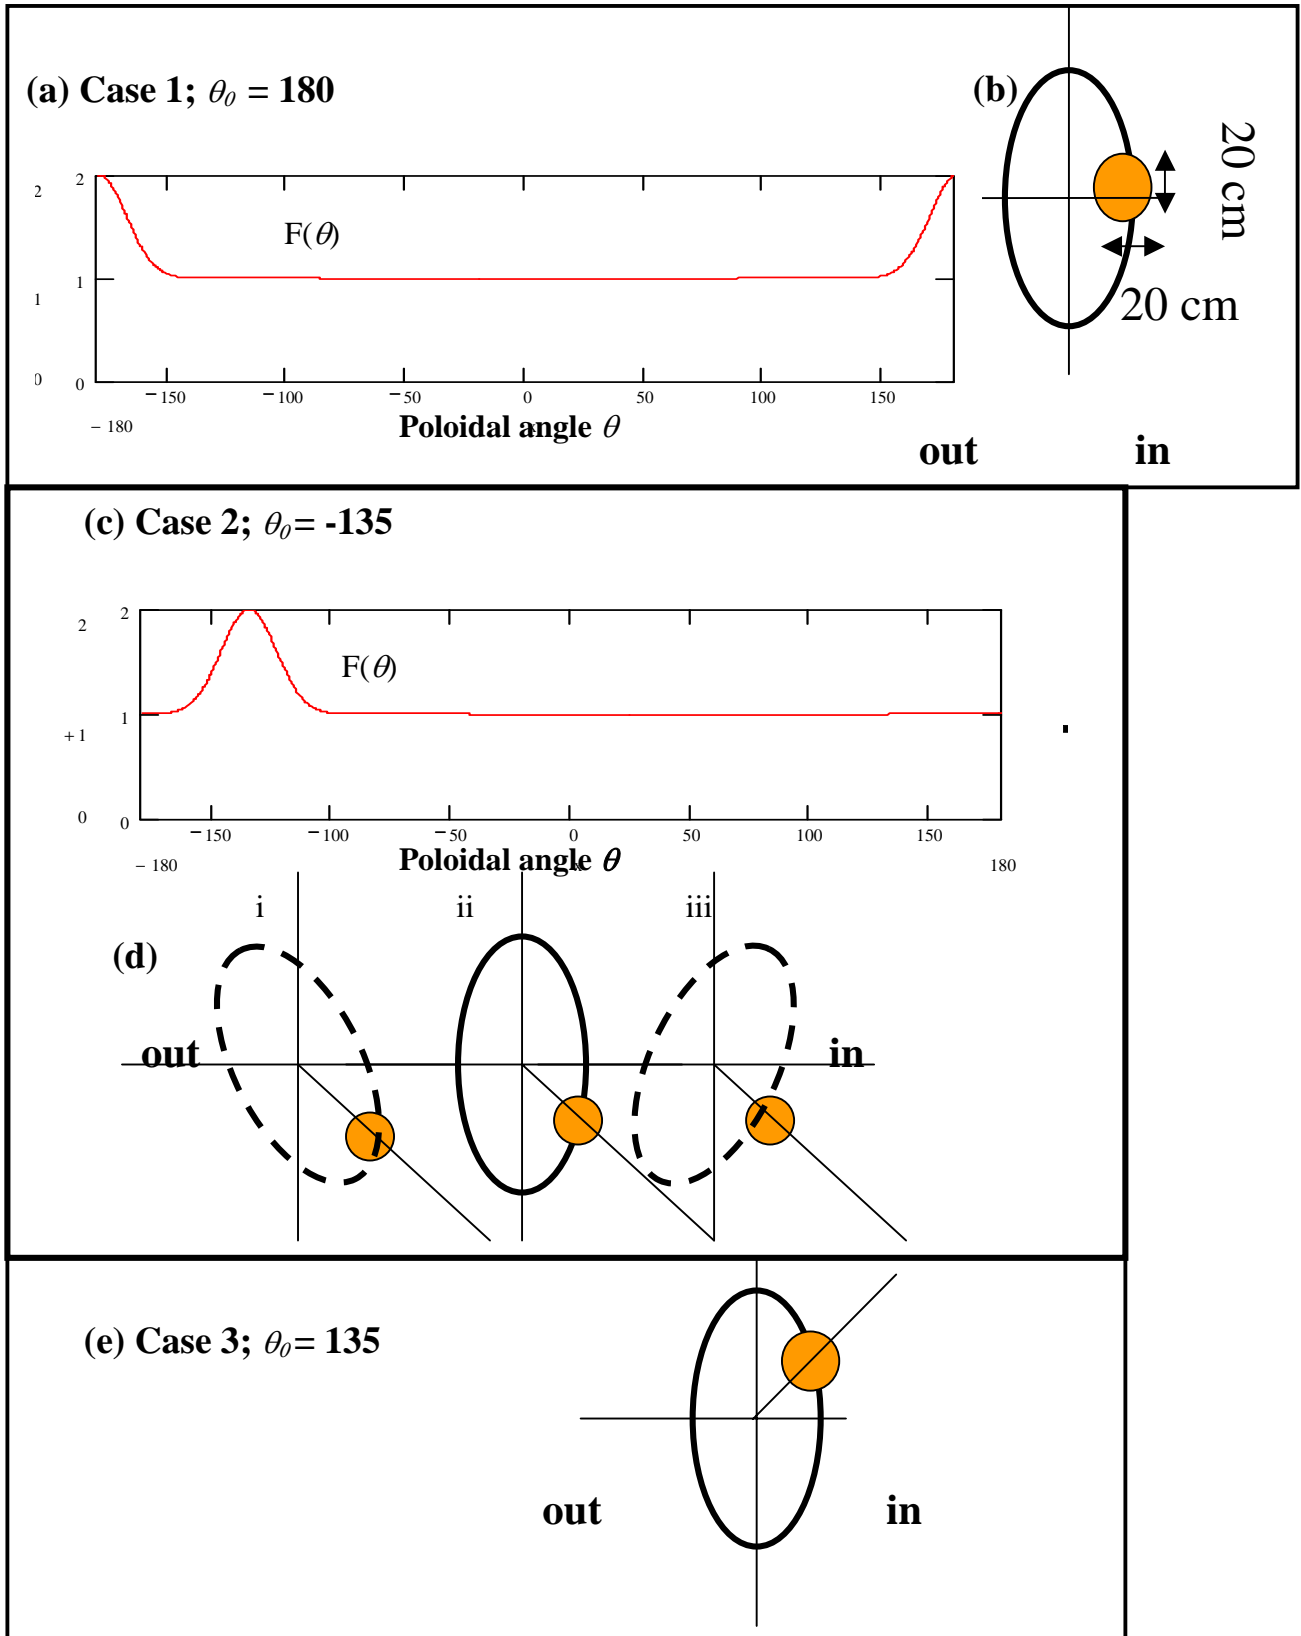 (a) Case 1; θ0 = 180
(b)
20 cm
20 cm
2
2
F(θ)
1
1
0
0
−150
−100
−50
0
50
100
150
− 180
Poloidal angle θ
out
in
(c) Case 2; θ0= -135
2
2
F(θ)
1
+ 1
0
0
−150
−100
−50
0
50
100
150
− 180
Poloidal angle θ
180
i
ii
iii
(d)
out
in
(e) Case 3; θ0= 135
out
in